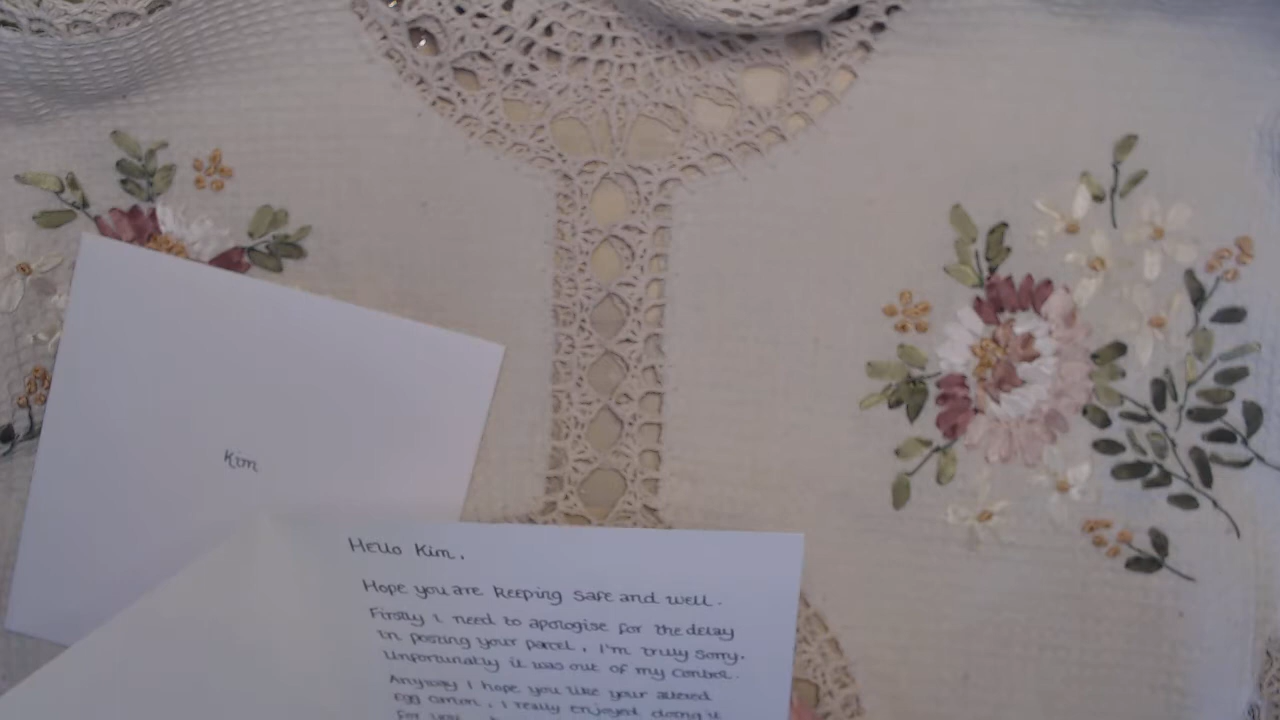 Kim
Hello Kim.
Hope you are keeping safe and well.
Firstly I need to apologise for the delay
in posting your parcel, I'm truly sorry.
Unfortunately it was out of my control.
Anyway I hope you like your altered
egg carton, I really enjoyed doing it
for you